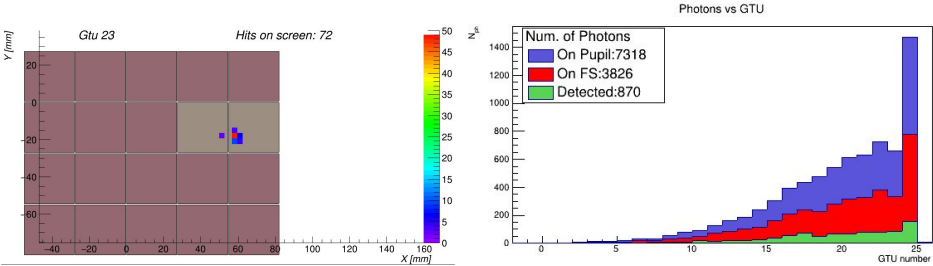 Photons vs GTU
Gtu 23
Hits on screen: 72
Y [mm]
20
0
−20
−40
−60
−40 −20 0 20 40 60 80 100 120 140 160
X [mm]
50
45
40
35
30
25
20
15
10
5
0
N
1400
1200
1000
800
600
400
200
0
Num. of Photons
On Pupil:7318
On FS:3826
Detected:870
0 5 10 15 20 25
GTU number